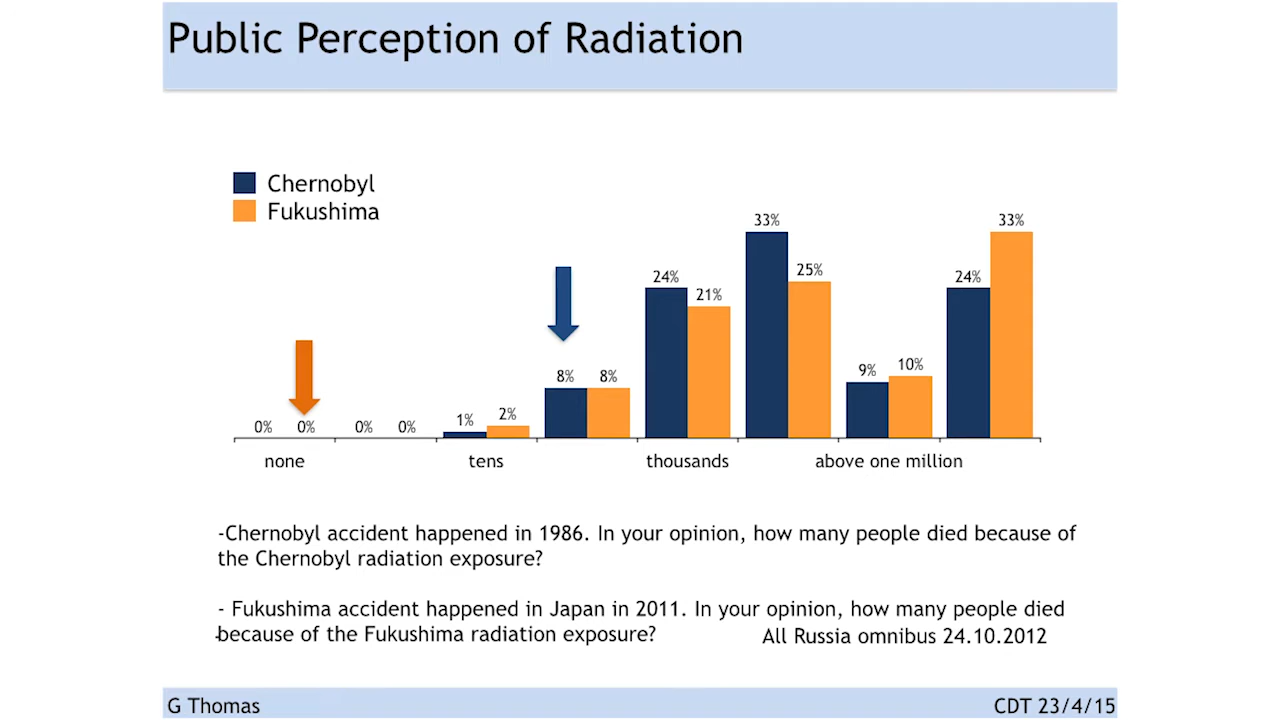 Public Perception of Radiation
Chernobyl
Fukushima
0%
0%
0%
0%
1%
2%
8%
8%
24%
21%
33%
25%
9%
10%
24%
33%
none
tens
thousands
above one million
-Chernobyl accident happened in 1986. In your opinion, how many people died because of
the Chernobyl radiation exposure?
- Fukushima accident happened in Japan in 2011. In your opinion, how many people died
because of the Fukushima radiation exposure?
All Russia omnibus 24.10.2012
G Thomas
CDT 23/4/15